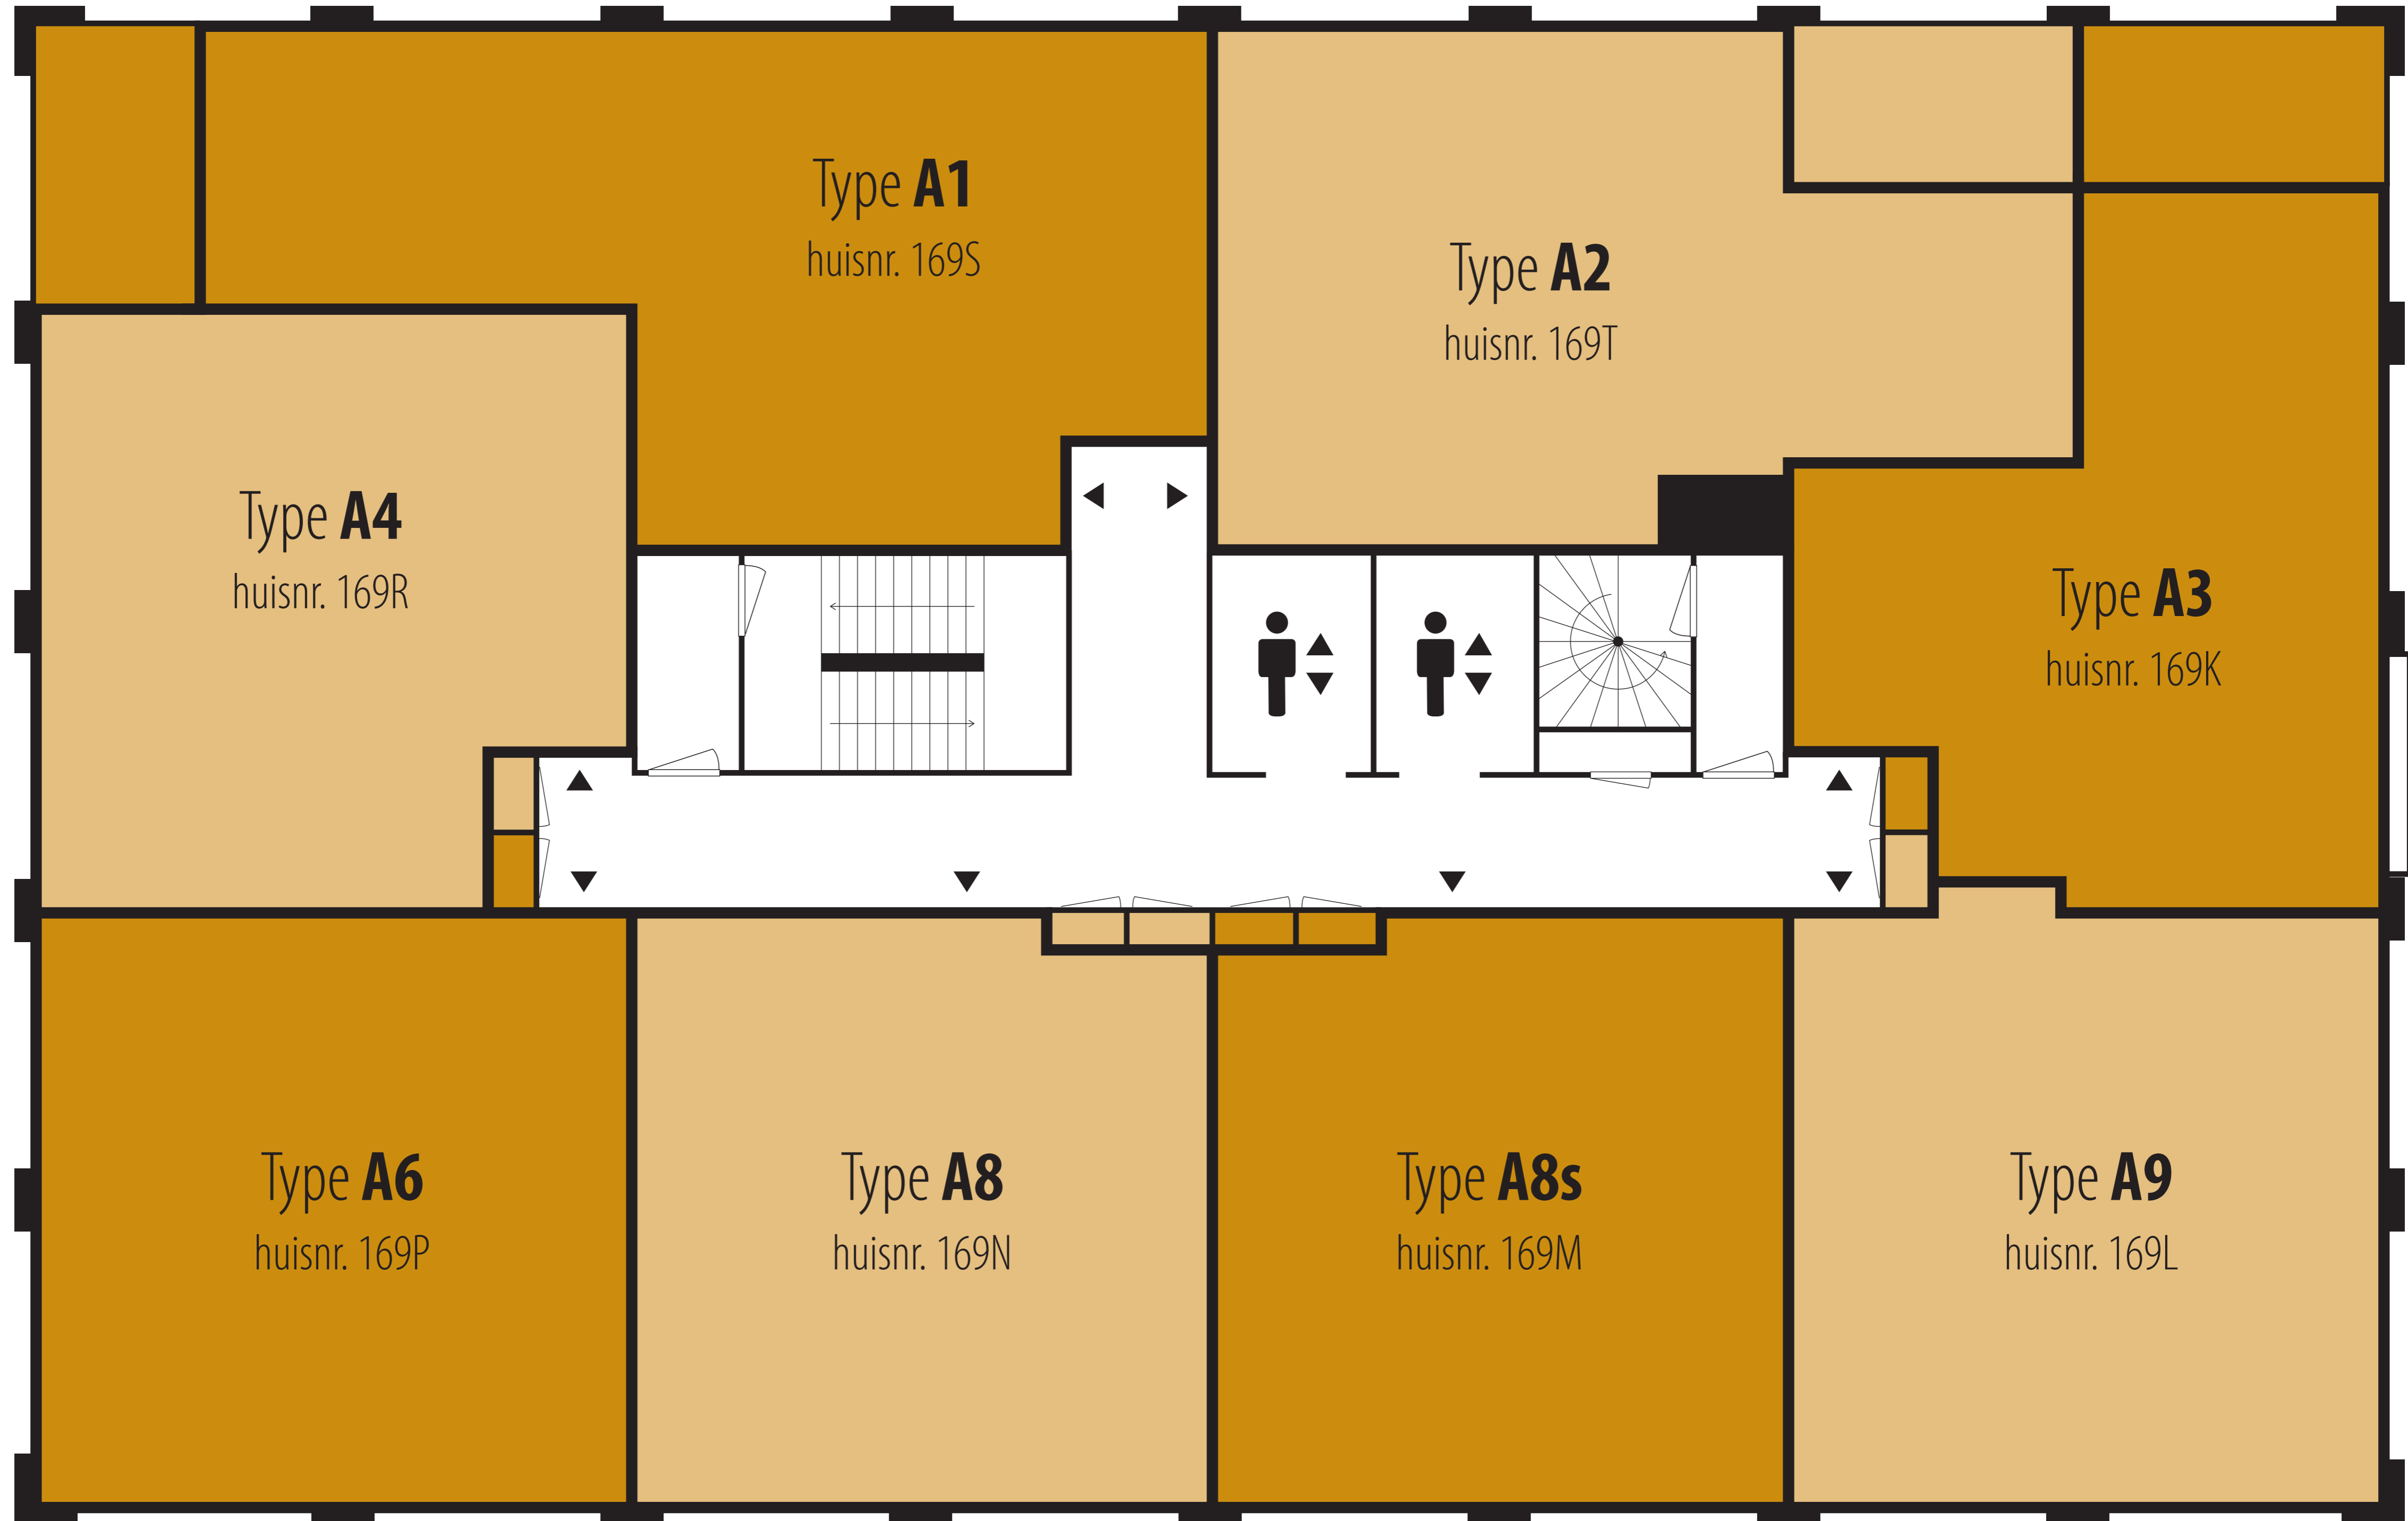 Type A1
huisnr. 169S
Type A2
huisnr. 169T
Type A4
huisnr. 169R
Type A3
huisnr. 169K
Type A6
huisnr. 169P
Type A8
huisnr. 169N
Type A8s
huisnr. 169M
Type A9
huisnr. 169L